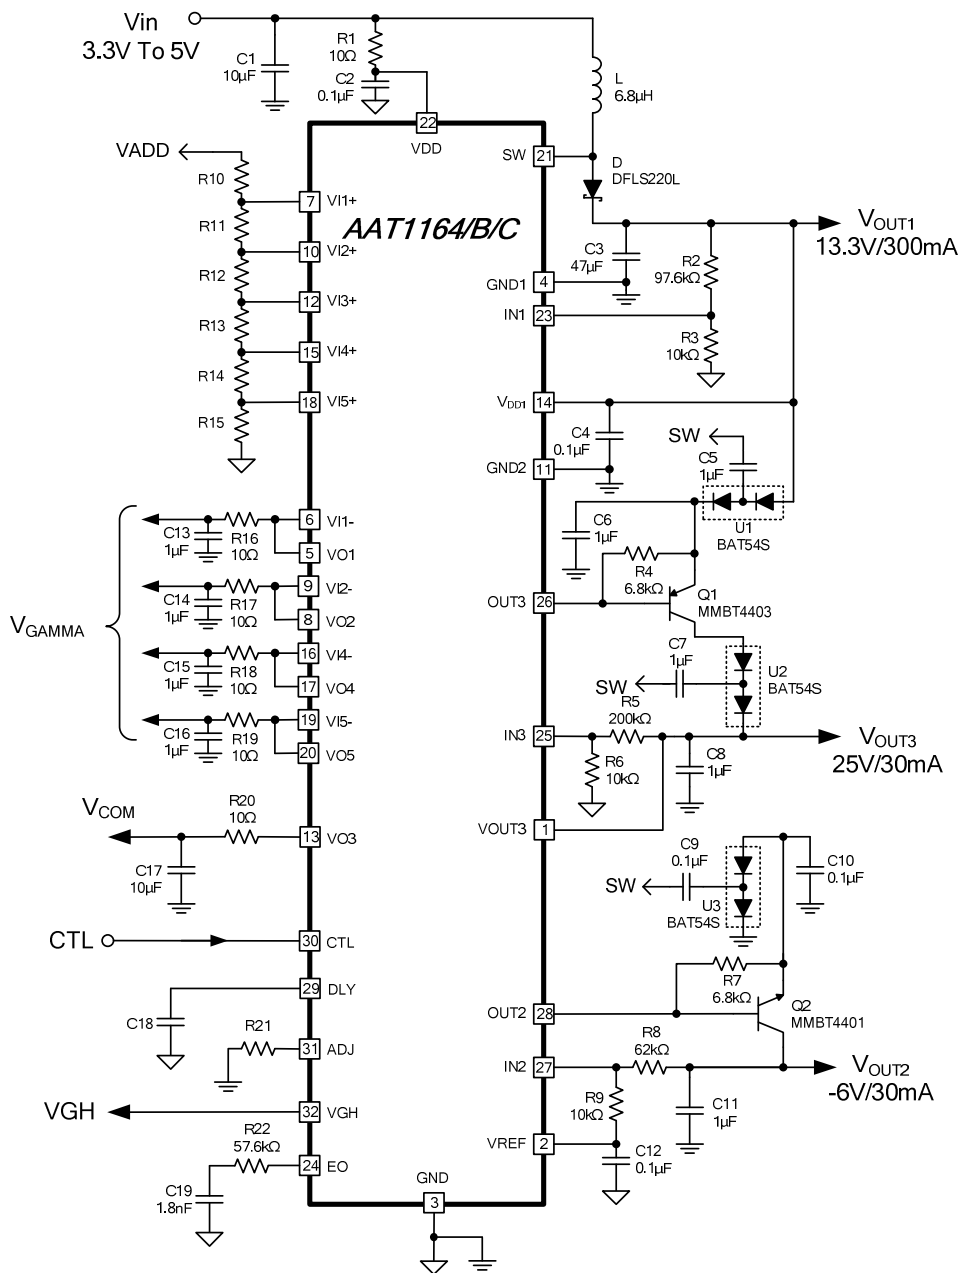 Vin
3.3V To 5V
C1
10µF
R1
10Ω
C2
0.1µF
L
6.8µH
22
VDD
VADD
R10
R11
R12
R13
R14
R15
7 VI1+
10 VI2+
12 VI3+
15 VI4+
18 VI5+
AAT1164/B/C
SW 21
D
DFLS220L
VOUT1
13.3V/300mA
C3
47µF
R2
97.6kΩ
GND1 4
IN1 23
R3
10kΩ
VDD1 14
C4
0.1µF
GND2 11
SW
C5
1µF
U1
BAT54S
C6
1µF
R4
6.8kΩ
OUT3 26
Q1
MMBT4403
C7
1µF
SW
U2
BAT54S
R5
200kΩ
IN3 25
R6
10kΩ
C8
1µF
VOUT3
25V/30mA
VOUT3 1
VGAMMA
C13
1µF
R16
10Ω
6 VI1-
5 VO1
C14
1µF
R17
10Ω
9 VI2-
8 VO2
C15
1µF
R18
10Ω
16 VI4-
17 VO4
C16
1µF
R19
10Ω
19 VI5-
20 VO5
VCOM
R20
10Ω
13 VO3
C17
10µF
CTL
30 CTL
29 DLY
C18
R21
31 ADJ
VGH
32 VGH
R22
57.6kΩ
24 EO
C19
1.8nF
C9
0.1µF
SW
U3
BAT54S
C10
0.1µF
R7
6.8kΩ
OUT2 28
Q2
MMBT4401
R8
62kΩ
IN2 27
VOUT2
-6V/30mA
R9
10kΩ
C11
1µF
VREF 2
C12
0.1µF
GND
3